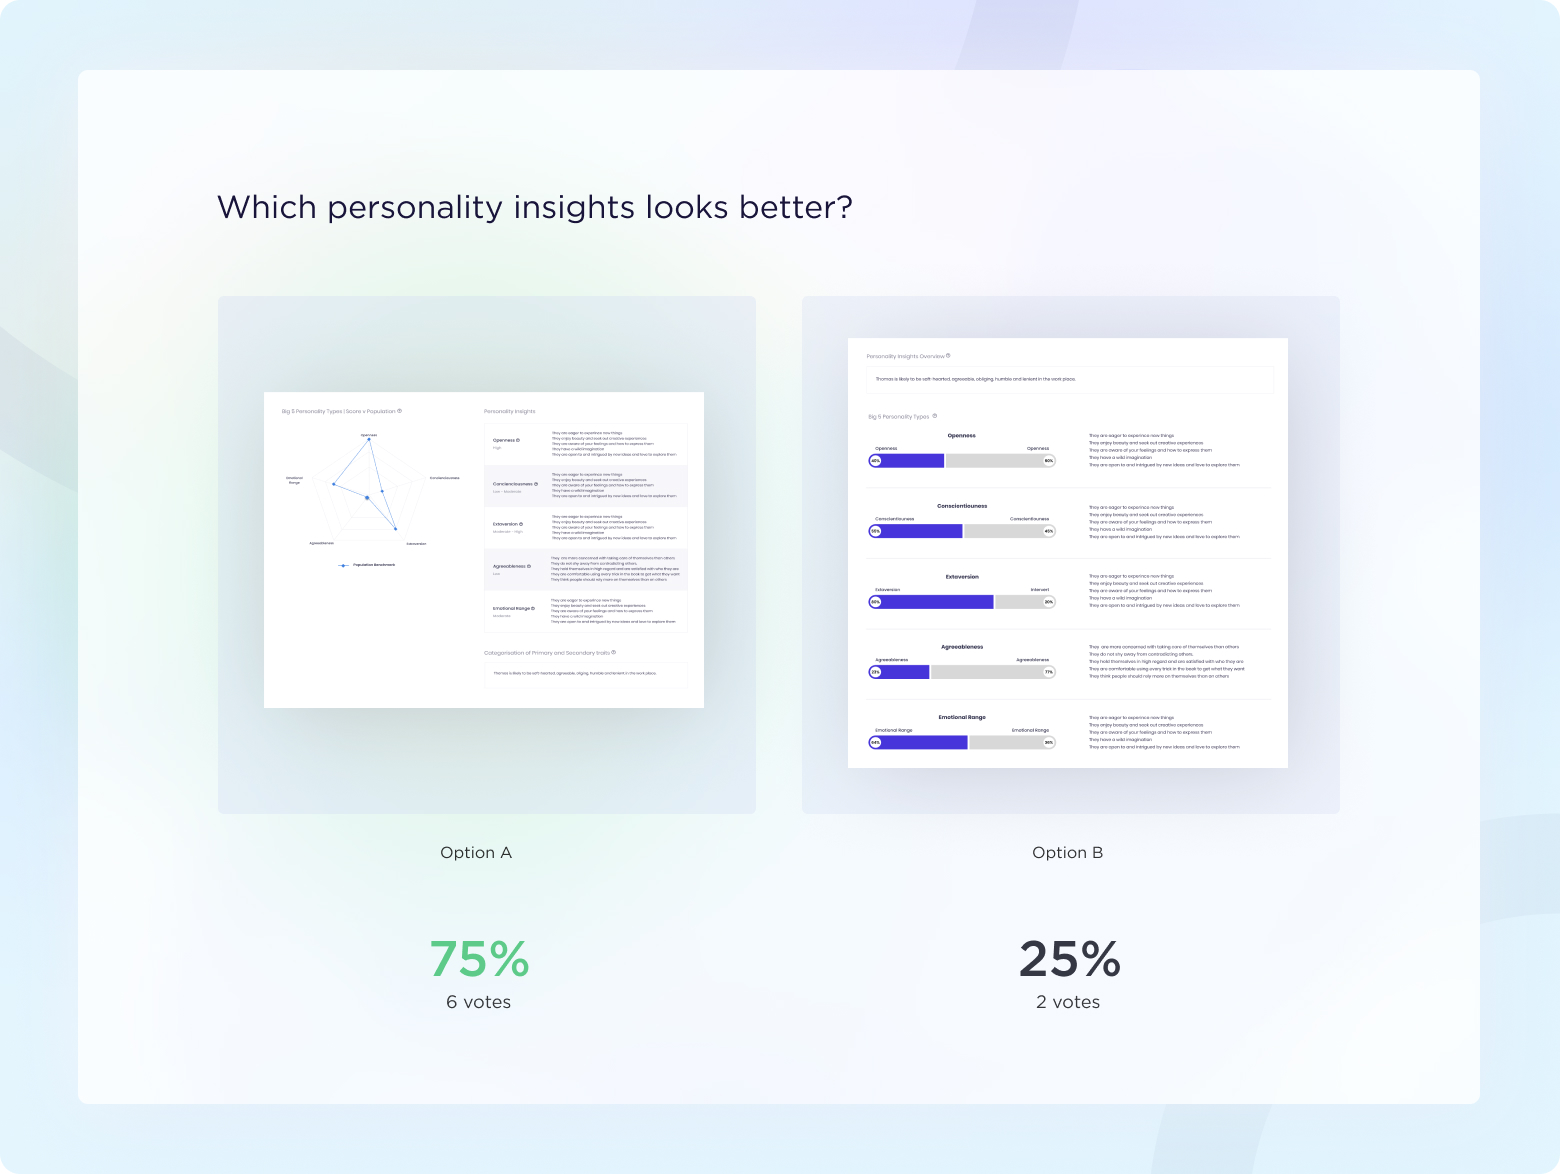 Which personality insights looks better?
Big 5 Personality Types | Score v Population
Openness
Emotional
Range
Conciienciousness
Agreeableness
Extoversion
Population Benchmark
Personality Insights
Openness
High
They are eager to experince new things
They enjoy beauty and seek out creative experiences
They are aware of your feelings and how to express them
They have a wild imagination
They are open to and intrigued by new ideas and love to explore them
Conciienciousness
Low - Moderate
They are eager to experince new things
They enjoy beauty and seek out creative experiences
They are aware of your feelings and how to express them
They have a wild imagination
They are open to and intrigued by new ideas and love to explore them
Extoversion
Moderate - High
They are eager to experince new things
They enjoy beauty and seek out creative experiences
They are aware of your feelings and how to express them
They have a wild imagination
They are open to and intrigued by new ideas and love to explore them
Agreeableness
Low
They are more concerned with taking care of themselves than others
They do not shy away from contradicting others.
They hold themselves in high regard and are satisfied with who they are
They are comfortable using every trick in the book to get what they want
They think people should rely more on themselves than on others
Emotional Range
Moderate
They are eager to experince new things
They enjoy beauty and seek out creative experiences
They are aware of your feelings and how to express them
They have a wild imagination
They are open to and intrigued by new ideas and love to explore them
Categorisation of Primary and Secondary traits
Thomas is likely to be soft-hearted, agreeable, humble and lenient in the work place.
Personality Insights Overview
Thomas is likely to be soft-hearted, agreeable, obliging, humble and lenient in the work place.
Big 5 Personality Types
Openness
Openness Openness
40% 60%
They are eager to experince new things
They enjoy beauty and seek out creative experiences
They are aware of your feelings and how to express them
They have a wild imagination
They are open to and intrigued by new ideas and love to explore them
Conscientiouness
Conscientiouness Conscientiouness
55% 45%
They are eager to experince new things
They enjoy beauty and seek out creative experiences
They are aware of your feelings and how to express them
They have a wild imagination
They are open to and intrigued by new ideas and love to explore them
Extoversion
Extoversion Intervert
80% 20%
They are eager to experince new things
They enjoy beauty and seek out creative experiences
They are aware of your feelings and how to express them
They have a wild imagination
They are open to and intrigued by new ideas and love to explore them
Agreeableness
Agreeableness Agreeableness
23% 77%
They are more concerned with taking care of themselves than others
They do not shy away from contradicting others.
They hold themselves in high regard and are satisfied with who they are
They are comfortable using every trick in the book to get what they want
They think people should rely more on themselves than on others
Emotional Range
Emotional Range Emotional Range
64% 36%
They are eager to experince new things
They enjoy beauty and seek out creative experiences
They are aware of your feelings and how to express them
They have a wild imagination
They are open to and intrigued by new ideas and love to explore them
Option A
Option B
75%
6 votes
25%
2 votes